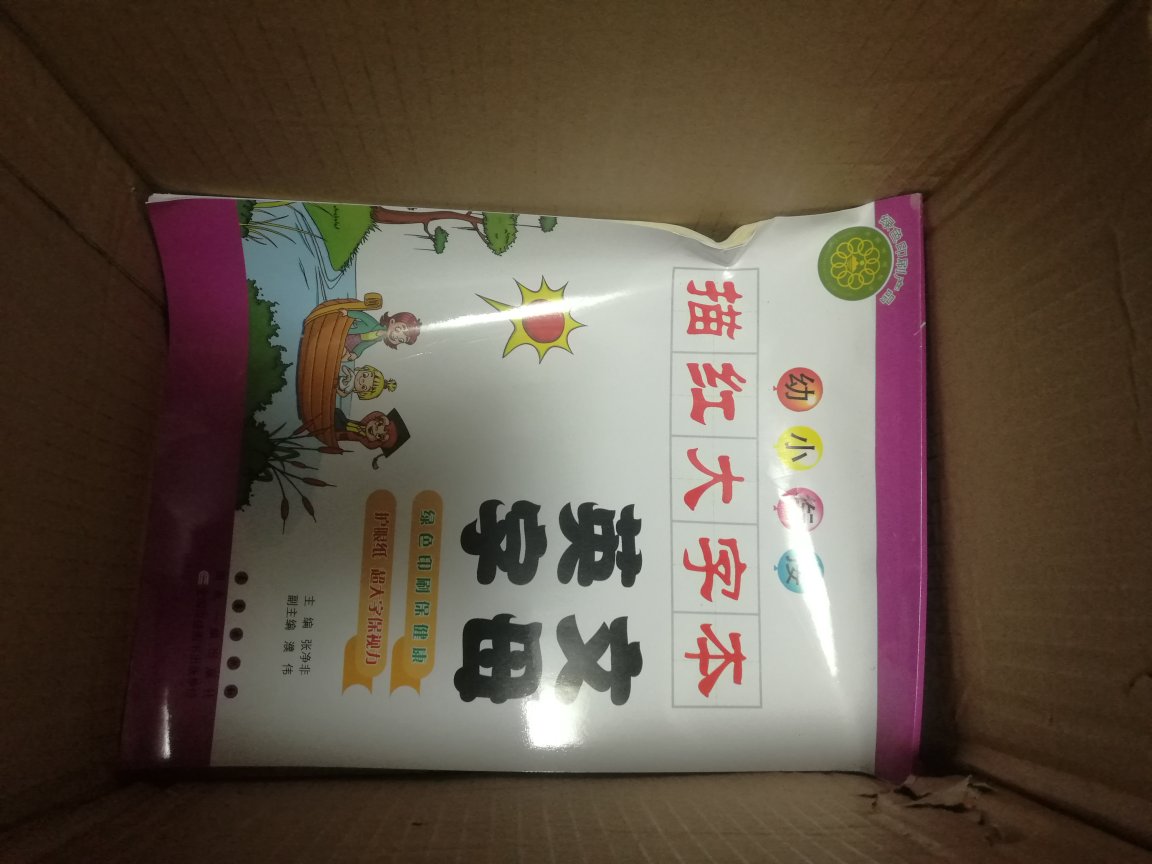 绿色印刷产品
幼小衔接
描红大字本
英文
字母
绿色印刷保健康
护眼纸 超大字保视力
主 编 张净非
副主编 濮 伟